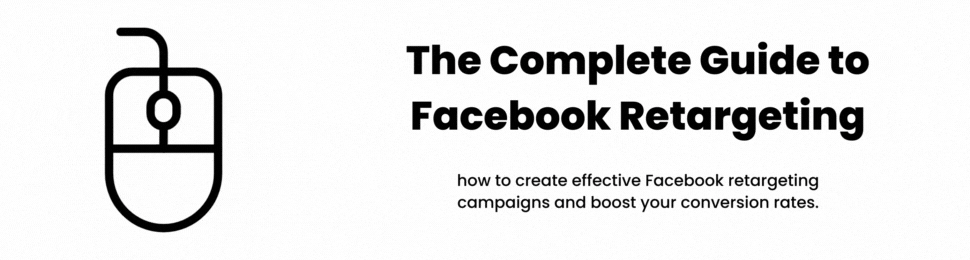 The Complete Guide to
Facebook Retargeting
how to create effective Facebook retargeting
campaigns and boost your conversion rates.